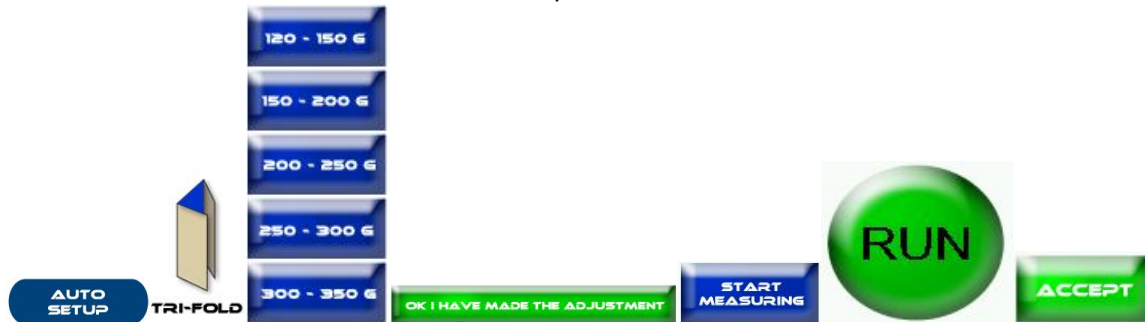 120 - 150 G
150 - 200 G
200 - 250 G
250 - 300 G
300 - 350 G
AUTO
SETUP
TRI-FOLD
OK I HAVE MADE THE ADJUSTMENT
START
MEASURING
RUN
ACCEPT